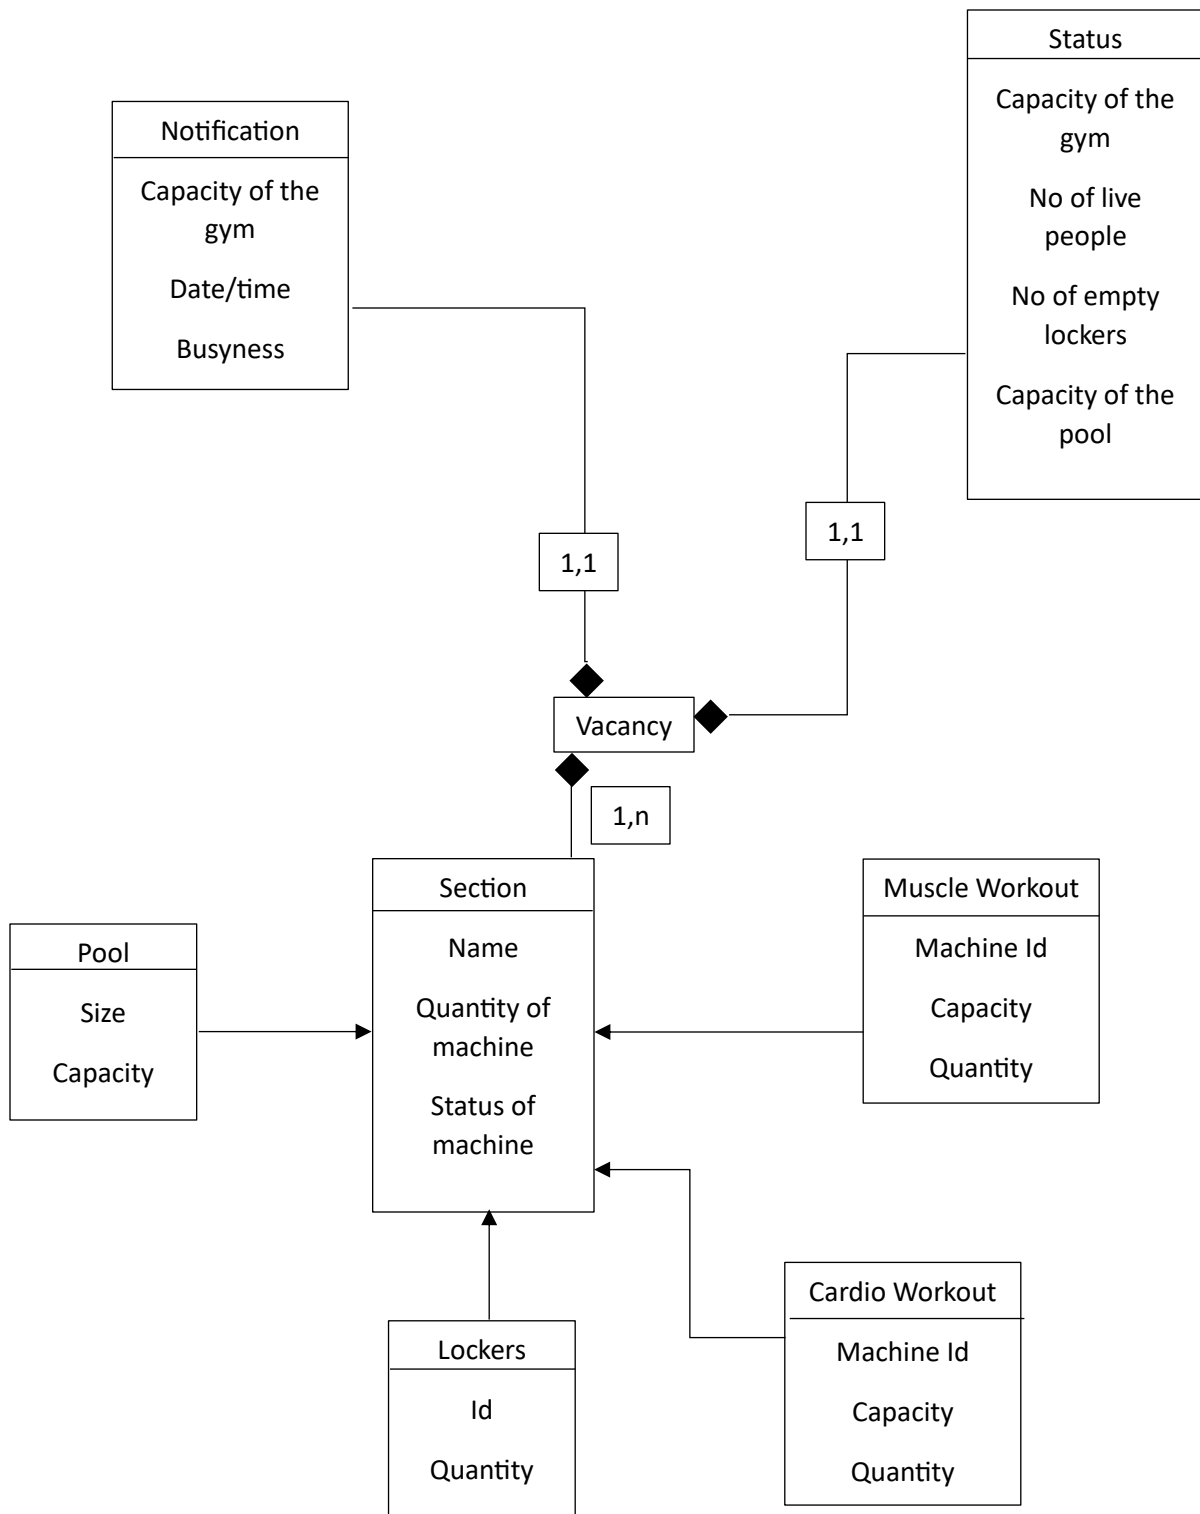 Status
Capacity of the
gym
No of live
people
No of empty
lockers
Capacity of the
pool
Notification
Capacity of the
gym
Date/time
Busyness
1,1
1,1
Vacancy
1,n
Section
Name
Quantity of
machine
Status of
machine
Muscle Workout
Machine Id
Capacity
Quantity
Pool
Size
Capacity
Cardio Workout
Machine Id
Capacity
Quantity
Lockers
Id
Quantity